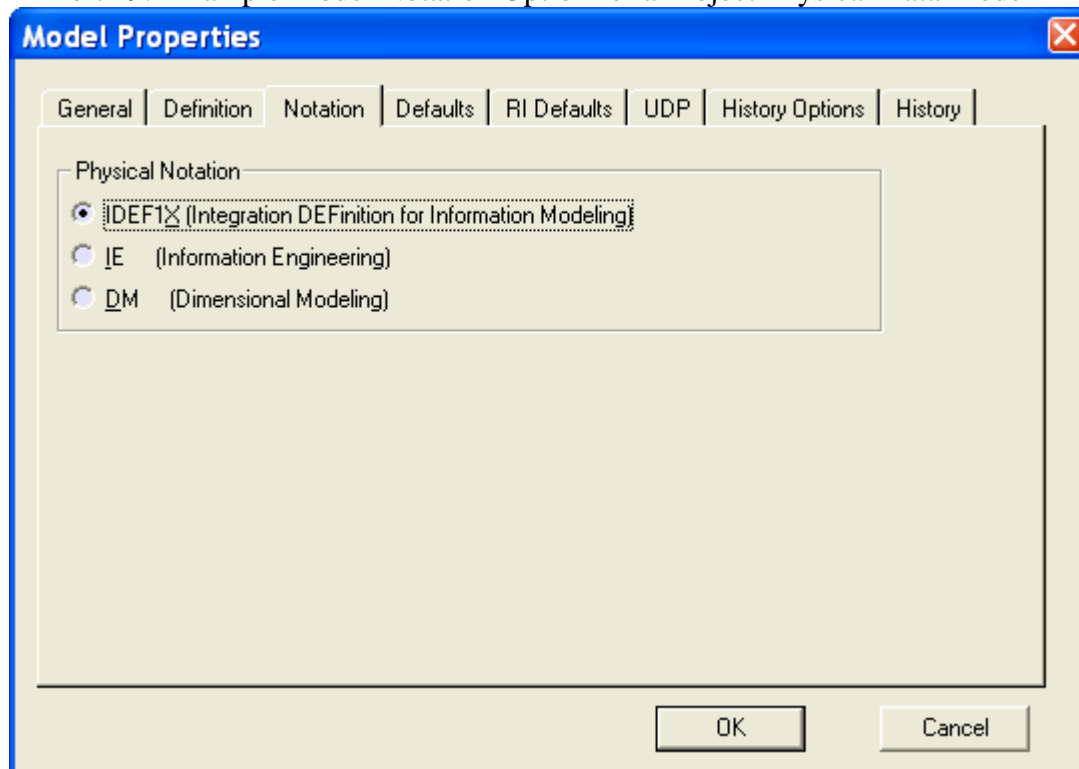 Model Properties
General Definition Notation Defaults RI Defaults UDP History Options History
Physical Notation
IDEF1X (Integration DEFinition for Information Modeling)
IE (Information Engineering)
DM (Dimensional Modeling)
OK Cancel